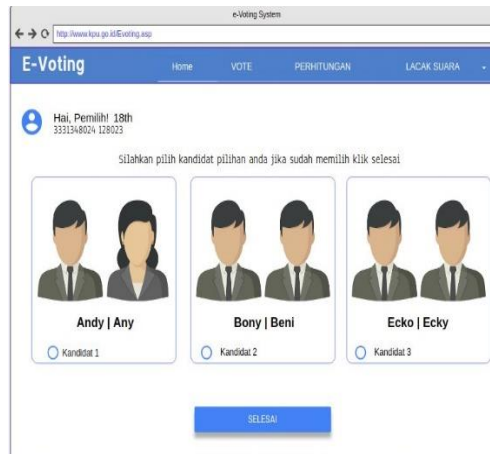 e-Voting System
http://www.kpu.go.id/Evoting.asp
E-Voting Home VOTE PERHITUNGAN LACAK SUARA
Hai, Pemilih! 18th
3331348024 128023
Silahkan pilih kandidat pilihan anda jika sudah memilih klik selesai
Andy | Any
Kandidat 1
Bony | Beni
Kandidat 2
Ecko | Ecky
Kandidat 3
SELESAI